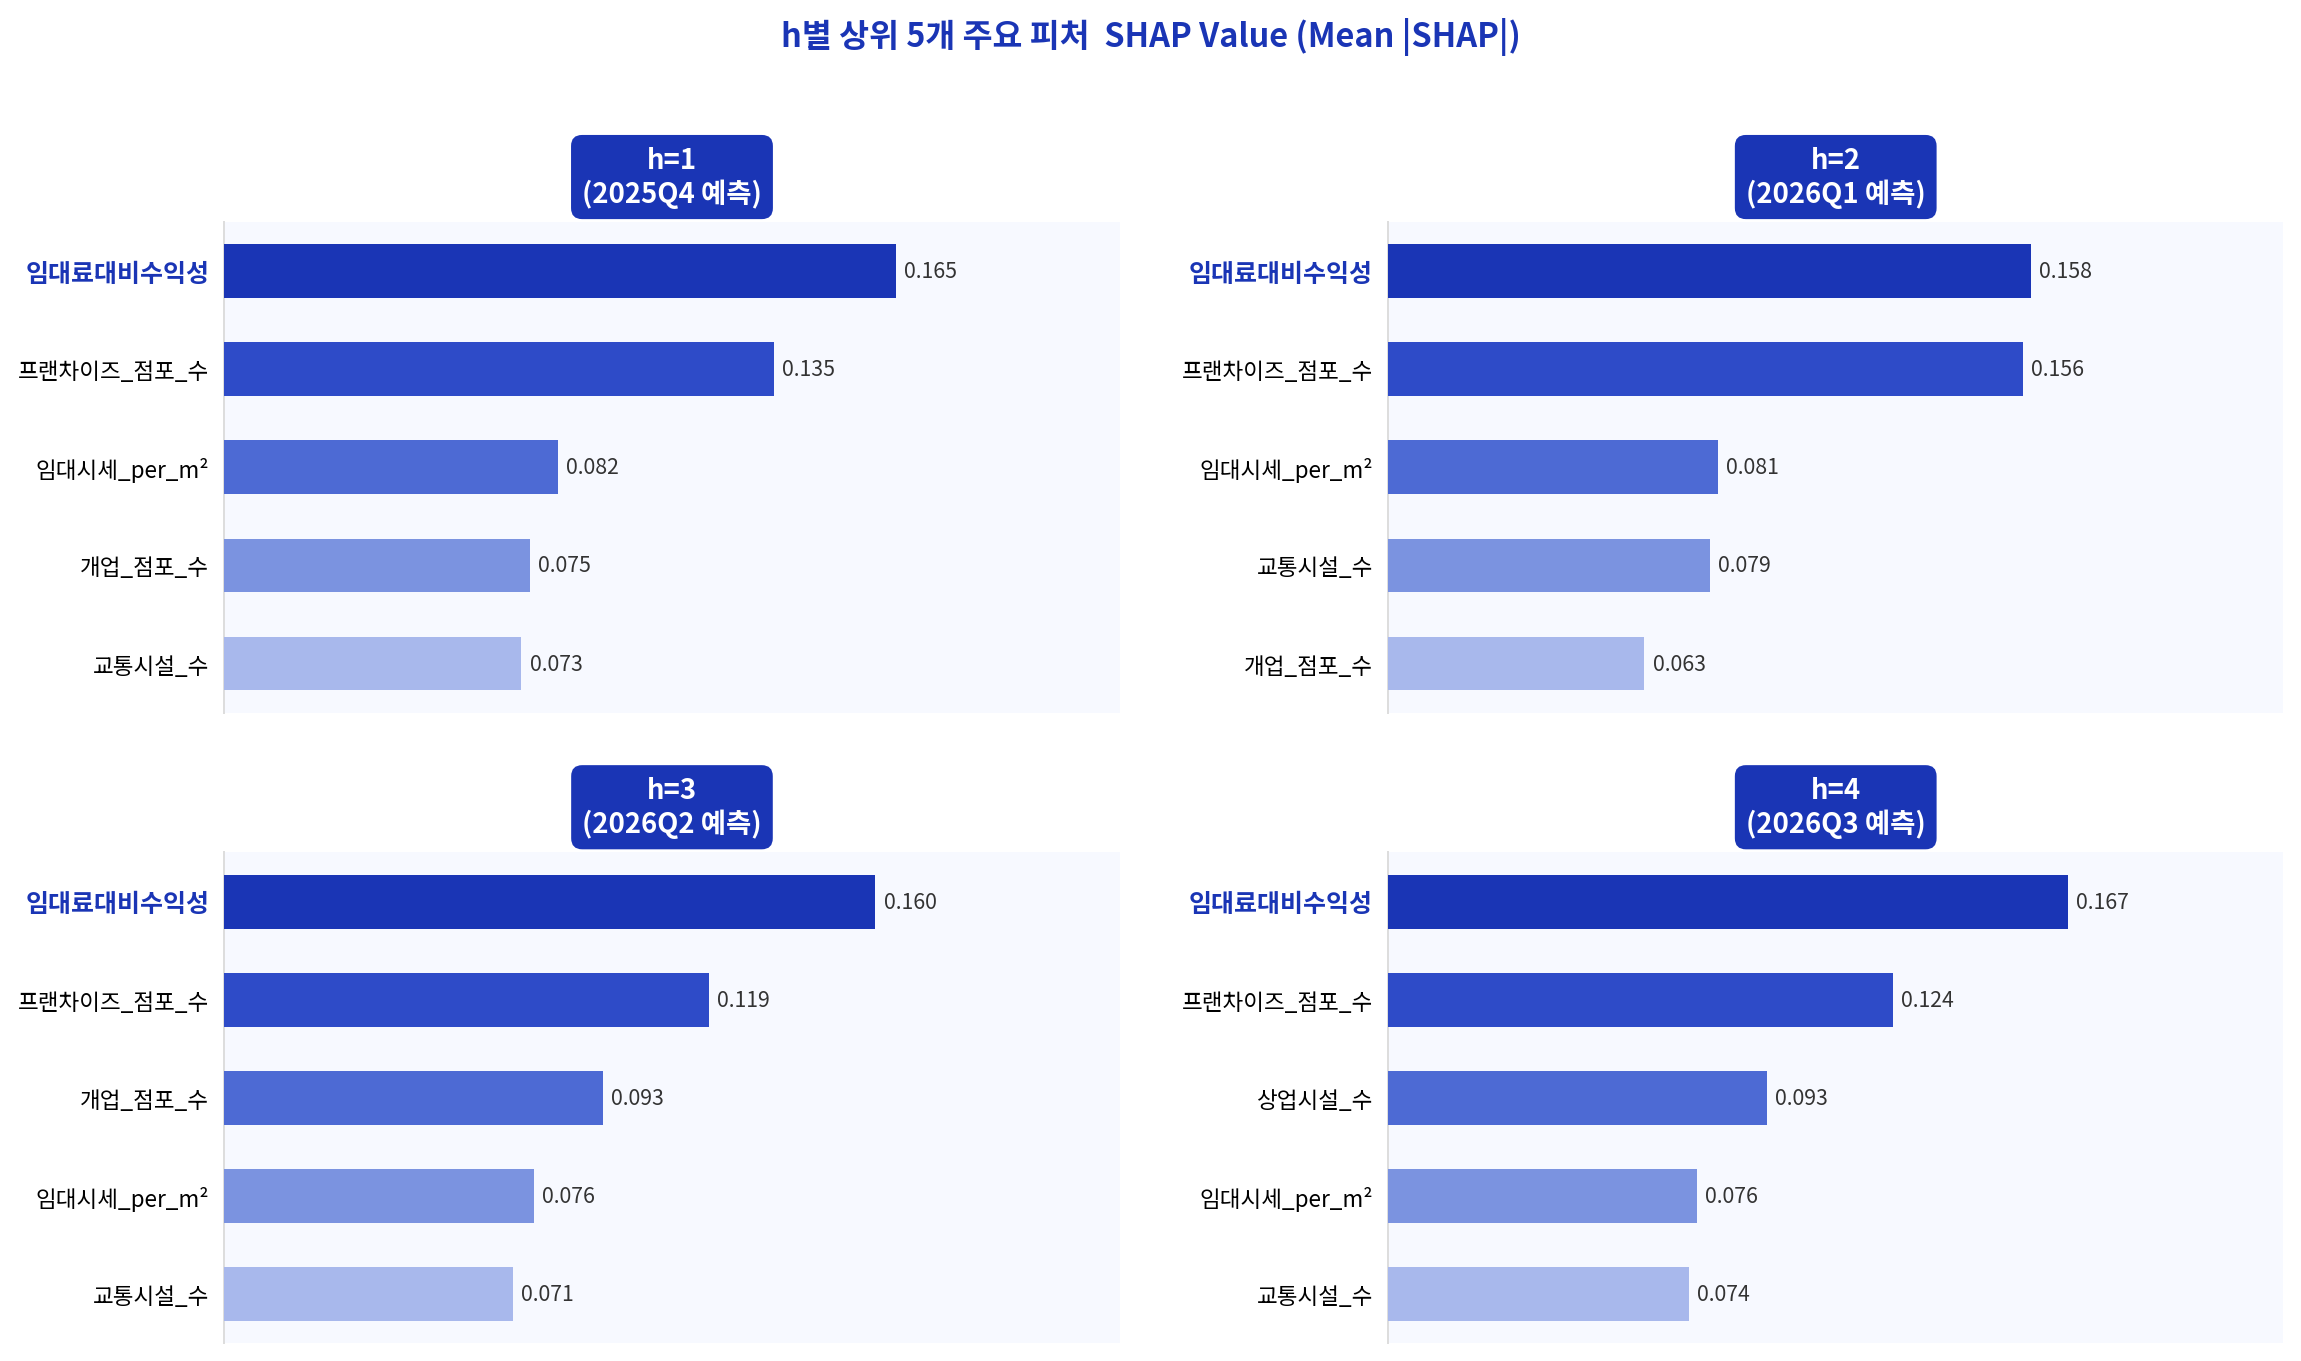 h별 상위 5개 주요 피처 SHAP Value (Mean |SHAP|)
h=1
(2025Q4 예측)
임대료대비수익성 0.165
프랜차이즈_점포_수 0.135
임대시세_per_m² 0.082
개업_점포_수 0.075
교통시설_수 0.073
h=2
(2026Q1 예측)
임대료대비수익성 0.158
프랜차이즈_점포_수 0.156
임대시세_per_m² 0.081
교통시설_수 0.079
개업_점포_수 0.063
h=3
(2026Q2 예측)
임대료대비수익성 0.160
프랜차이즈_점포_수 0.119
개업_점포_수 0.093
임대시세_per_m² 0.076
교통시설_수 0.071
h=4
(2026Q3 예측)
임대료대비수익성 0.167
프랜차이즈_점포_수 0.124
상업시설_수 0.093
임대시세_per_m² 0.076
교통시설_수 0.074